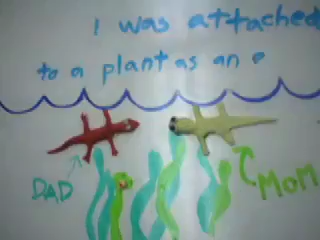 I was attached
to a plant as an e
DAD
MOM